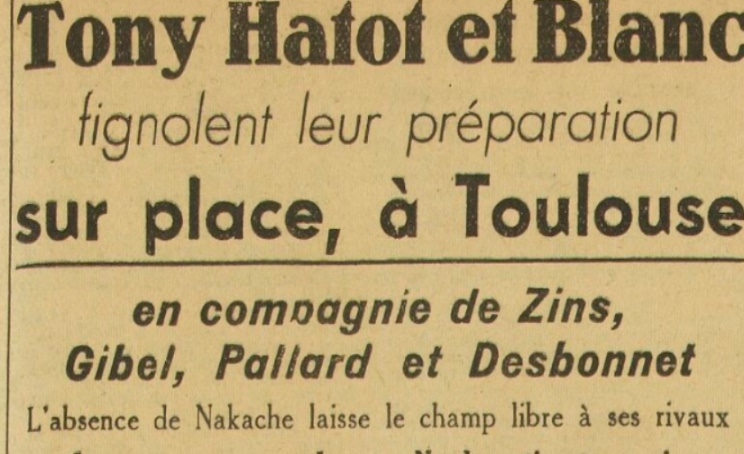 Tony Hatot et Blanc
fignolent leur préparation
sur place, à Toulouse
en compagnie de Zins,
Gibel, Pallard et Desbonnet
L'absence de Nakache laisse le champ libre à ses rivaux